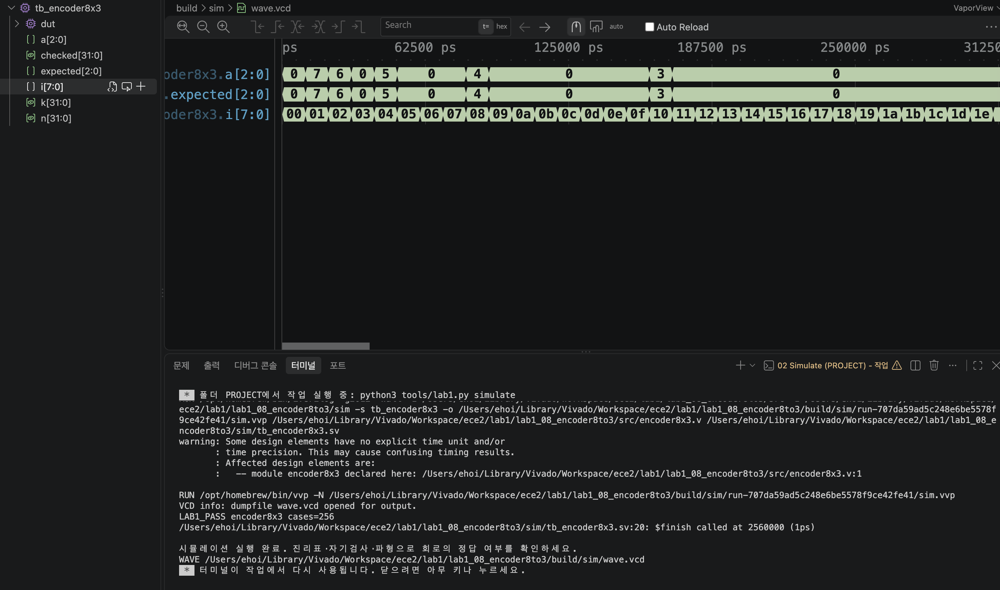 tb_encoder8x3
dut
a[2:0]
checked[31:0]
expected[2:0]
i[7:0]
k[31:0]
n[31:0]
build > sim > wave.vcd
VaporView
Search t= hex auto Auto Reload
ps 62500 ps 125000 ps 187500 ps 250000 ps 31250
oder8x3.a[2:0] 0 7 6 0 5 0 4 0 3 0
.expected[2:0] 0 7 6 0 5 0 4 0 3 0
oder8x3.i[7:0] 00 01 02 03 04 05 06 07 08 09 0a 0b 0c 0d 0e 0f 10 11 12 13 14 15 16 17 18 19 1a 1b 1c 1d 1e
문제 출력 디버그 콘솔 터미널 포트
02 Simulate (PROJECT) - 작업
* 폴더 PROJECT에서 작업 실행 중: python3 tools/lab1.py simulate
ece2/lab1/lab1_08_encoder8to3/sim -s tb_encoder8x3 -o /Users/ehoi/Library/Vivado/Workspace/ece2/lab1/lab1_08_encoder8to3/build/sim/run-707da59ad5c248e6be5578f
9ce42fe41/sim.vvp /Users/ehoi/Library/Vivado/Workspace/ece2/lab1/lab1_08_encoder8to3/src/encoder8x3.v /Users/ehoi/Library/Vivado/Workspace/ece2/lab1/lab1_08_e
ncoder8to3/sim/tb_encoder8x3.sv
warning: Some design elements have no explicit time unit and/or
: time precision. This may cause confusing timing results.
: Affected design elements are:
: -- module encoder8x3 declared here: /Users/ehoi/Library/Vivado/Workspace/ece2/lab1/lab1_08_encoder8to3/src/encoder8x3.v:1
RUN /opt/homebrew/bin/vvp -N /Users/ehoi/Library/Vivado/Workspace/ece2/lab1/lab1_08_encoder8to3/build/sim/run-707da59ad5c248e6be5578f9ce42fe41/sim.vvp
VCD info: dumpfile wave.vcd opened for output.
LAB1_PASS encoder8x3 cases=256
/Users/ehoi/Library/Vivado/Workspace/ece2/lab1/lab1_08_encoder8to3/sim/tb_encoder8x3.sv:20: $finish called at 2560000 (1ps)
시뮬레이션 실행 완료. 진리표·자기검사·파형으로 회로의 정답 여부를 확인하세요.
WAVE /Users/ehoi/Library/Vivado/Workspace/ece2/lab1/lab1_08_encoder8to3/build/sim/wave.vcd
* 터미널이 작업에서 다시 사용됩니다. 닫으려면 아무 키나 누르세요.